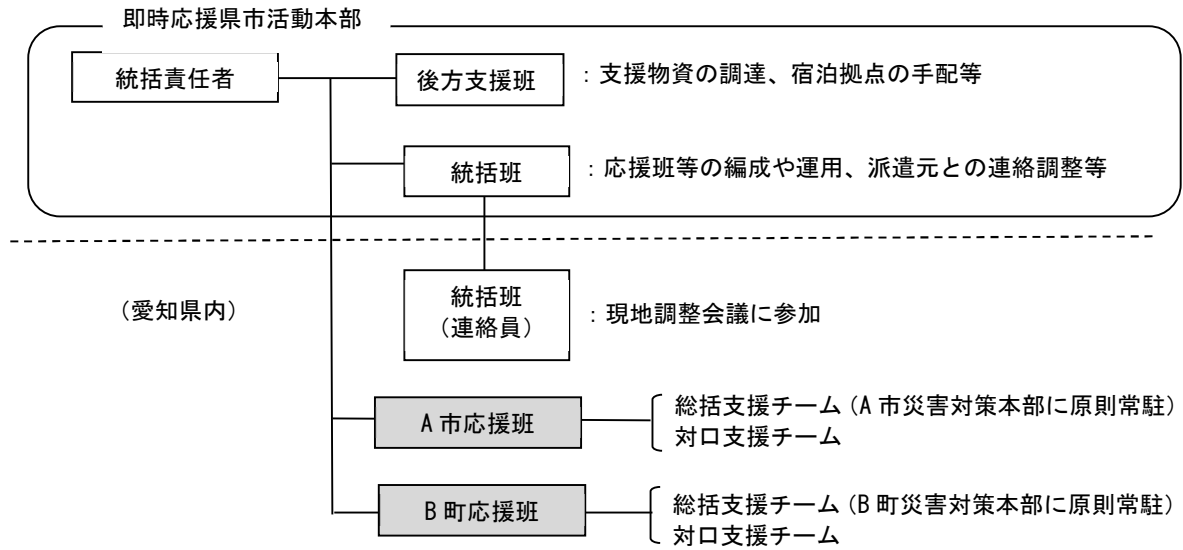 即時応援県市活動本部
統括責任者
後方支援班
：支援物資の調達、宿泊拠点の手配等
統括班
：応援班等の編成や運用、派遣元との連絡調整等
（愛知県内）
統括班
（連絡員）
：現地調整会議に参加
A市応援班
総括支援チーム（A市災害対策本部に原則常駐）
対口支援チーム
B町応援班
総括支援チーム（B町災害対策本部に原則常駐）
対口支援チーム